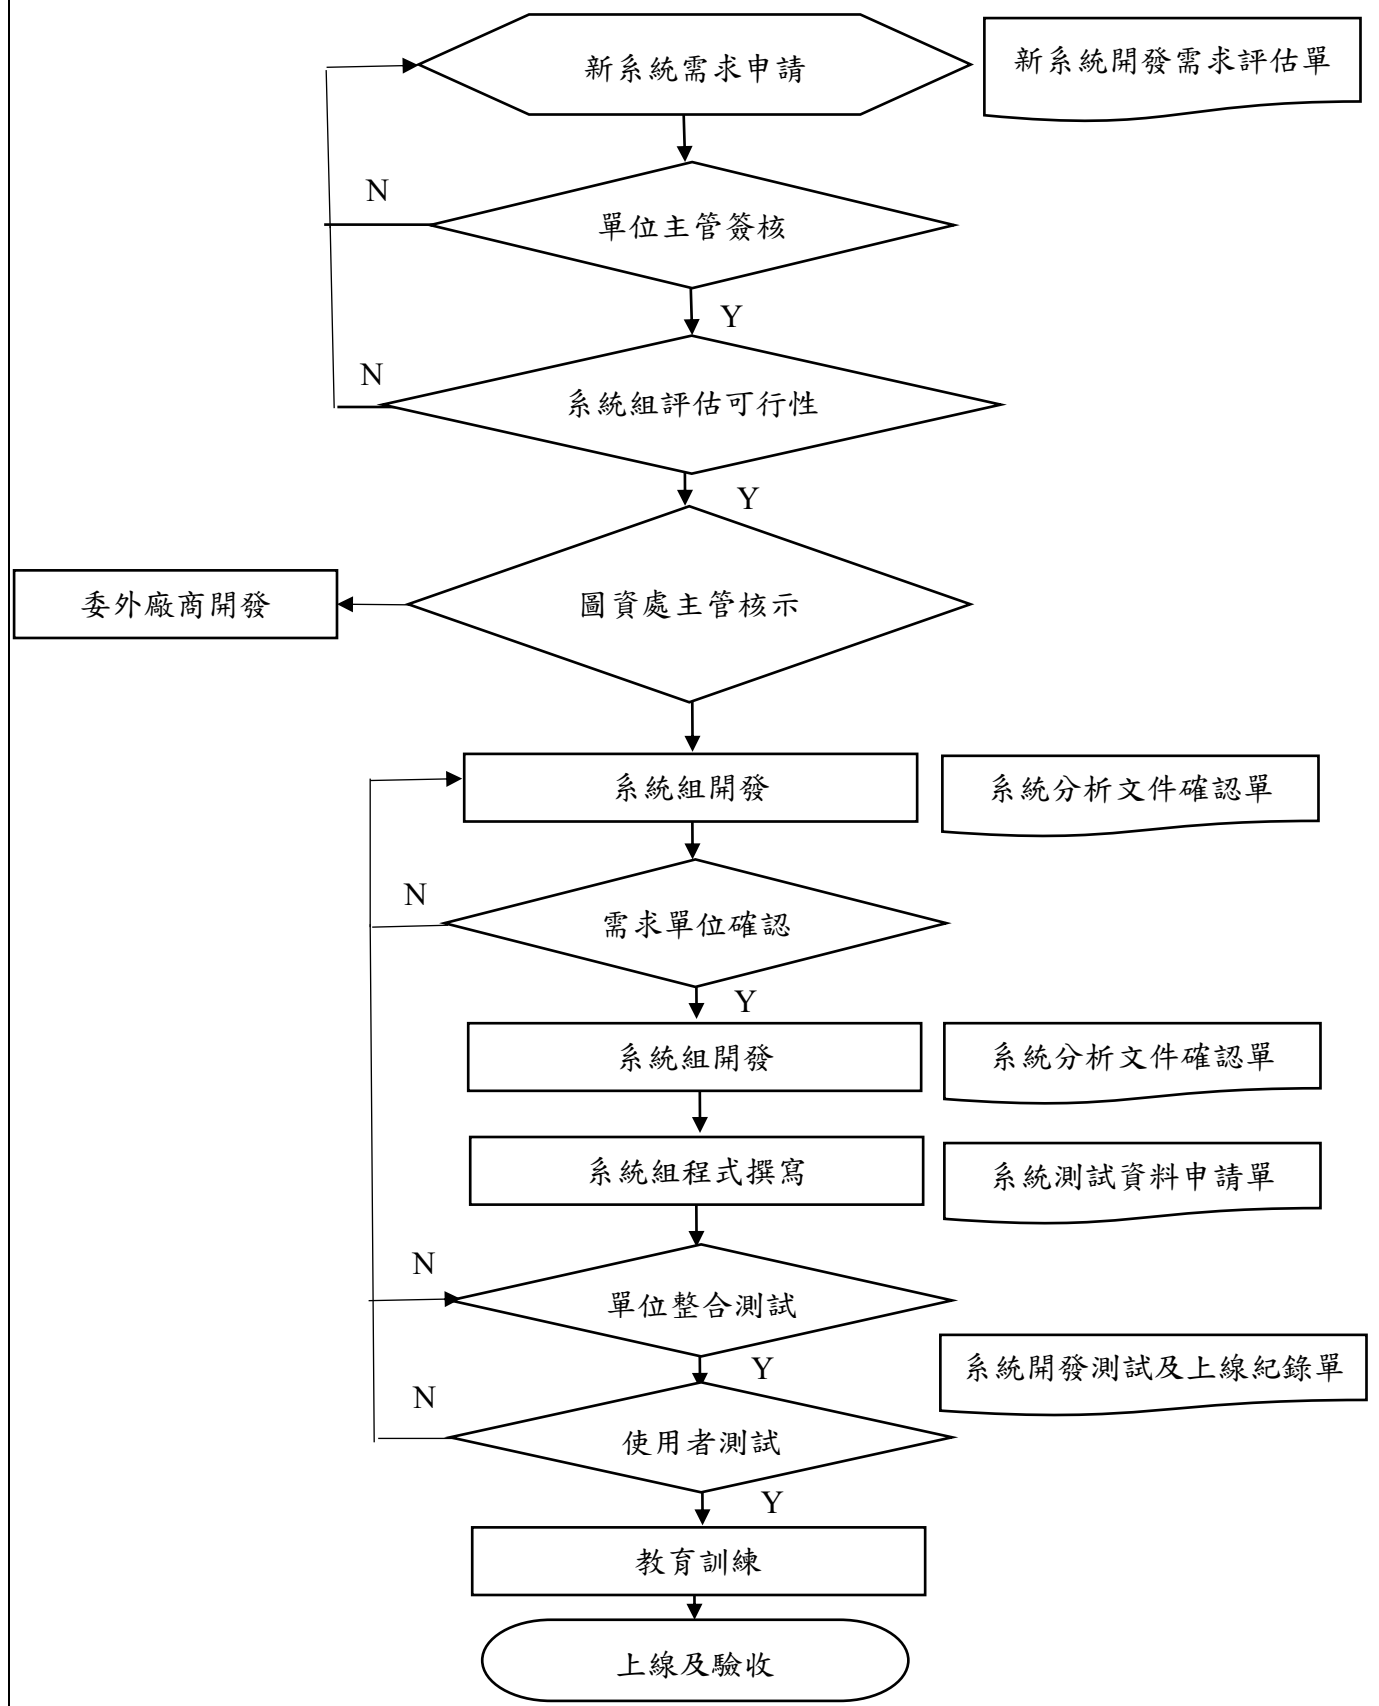 新系統需求申請
新系統開發需求評估單
N
單位主管簽核
Y
N
系統組評估可行性
Y
委外廠商開發
圖資處主管核示
系統組開發
系統分析文件確認單
N
需求單位確認
Y
系統組開發
系統分析文件確認單
系統組程式撰寫
系統測試資料申請單
N
單位整合測試
Y
系統開發測試及上線紀錄單
N
使用者測試
Y
教育訓練
上線及驗收